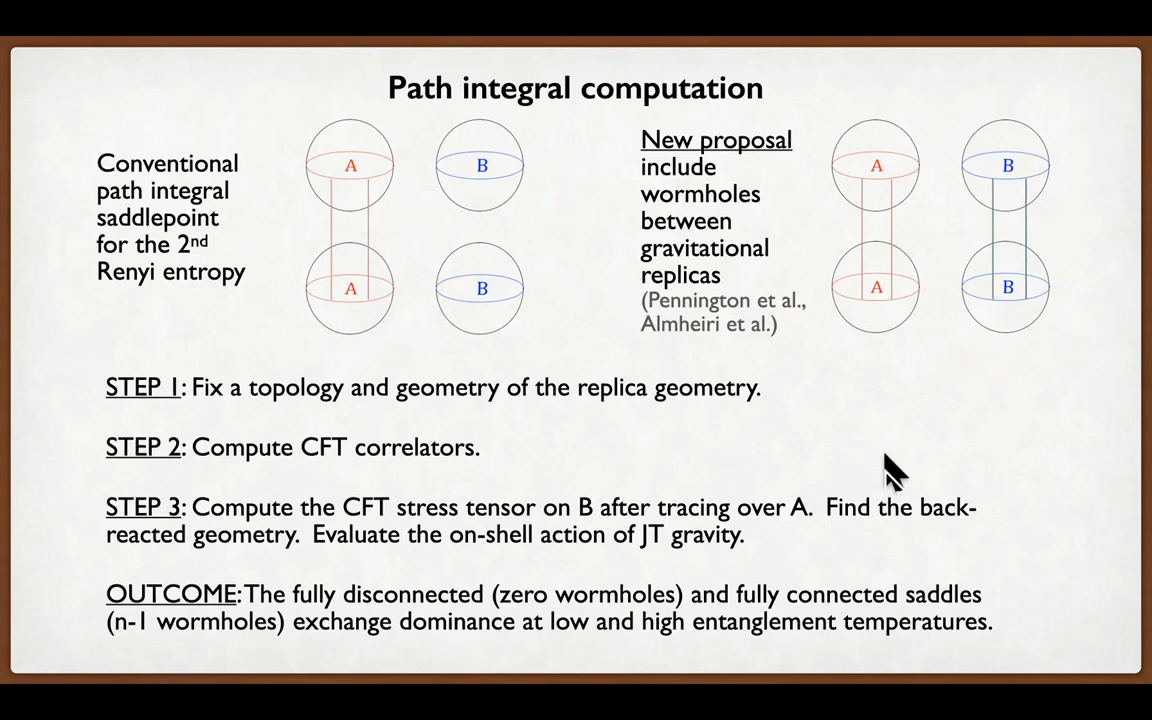 Path integral computation
Conventional
path integral
saddlepoint
for the 2nd
Renyi entropy
A
B
A
B
New proposal
include
wormholes
between
gravitational
replicas
(Pennington et al.,
Almheiri et al.)
A
B
A
B
STEP 1: Fix a topology and geometry of the replica geometry.
STEP 2: Compute CFT correlators.
STEP 3: Compute the CFT stress tensor on B after tracing over A. Find the back-
reacted geometry. Evaluate the on-shell action of JT gravity.
OUTCOME: The fully disconnected (zero wormholes) and fully connected saddles
(n-1 wormholes) exchange dominance at low and high entanglement temperatures.